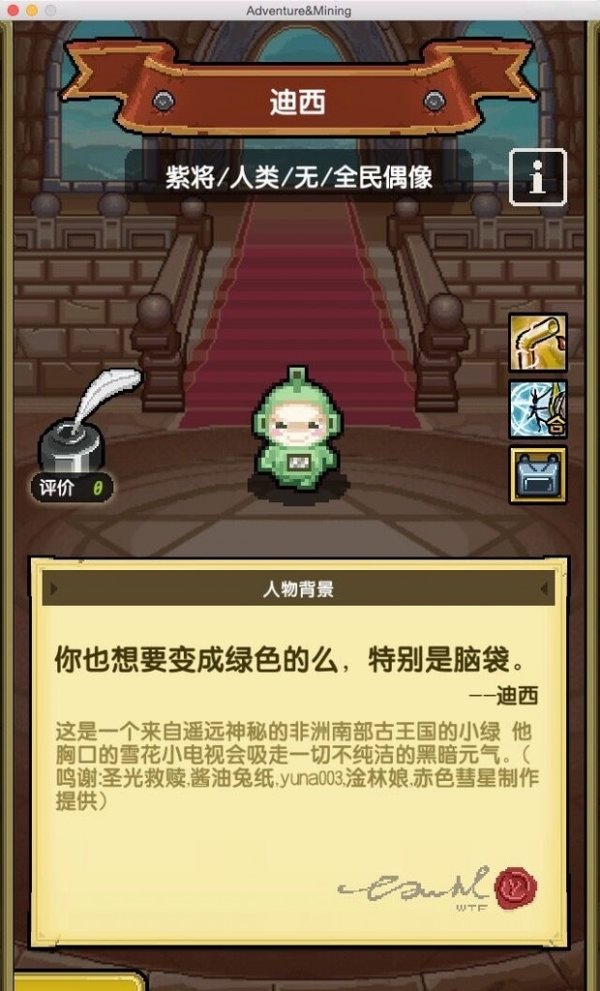 Adventure&Mining
迪西
紫将/人类/无/全民偶像
评价 0
合
人物背景
你也想要变成绿色的么，特别是脑袋。
——迪西
这是一个来自遥远神秘的非洲南部古王国的小绿 他
胸口的雪花小电视会吸走一切不纯洁的黑暗元气。（
鸣谢:圣光救赎,酱油兔纸,yuna003,淦林娘,赤色彗星制作
提供）
WTF